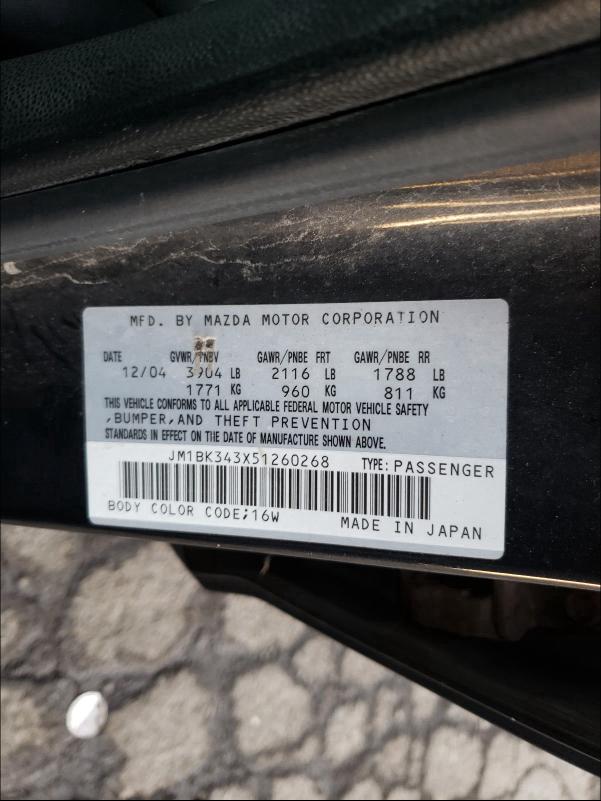 MFD. BY MAZDA MOTOR CORPORATION
DATE GVWR/PNBV GAWR/PNBE FRT GAWR/PNBE RR
12/04 3904 LB 2116 LB 1788 LB
1771 KG 960 KG 811 KG
THIS VEHICLE CONFORMS TO ALL APPLICABLE FEDERAL MOTOR VEHICLE SAFETY
,BUMPER,AND THEFT PREVENTION
STANDARDS IN EFFECT ON THE DATE OF MANUFACTURE SHOWN ABOVE.
JM1BK343X51260268 TYPE: PASSENGER
BODY COLOR CODE;16W MADE IN JAPAN